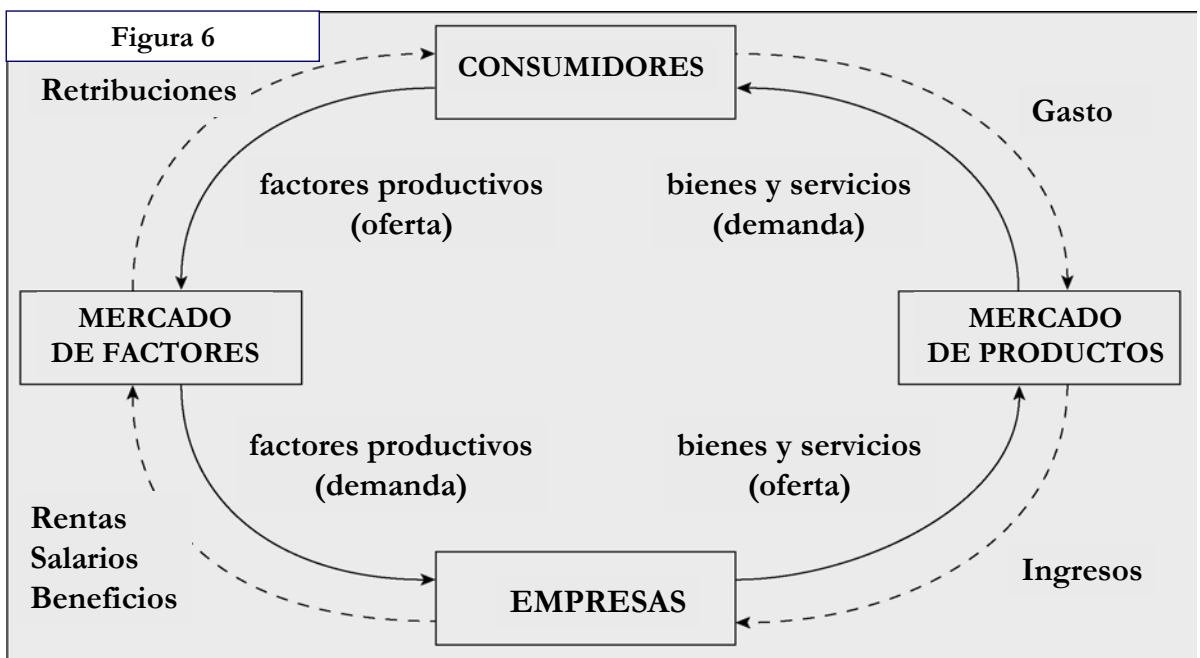 Figura 6
CONSUMIDORES
Retribuciones
Gasto
factores productivos
(oferta)
bienes y servicios
(demanda)
MERCADO
DE FACTORES
MERCADO
DE PRODUCTOS
factores productivos
(demanda)
bienes y servicios
(oferta)
Rentas
Salarios
Beneficios
Ingresos
EMPRESAS